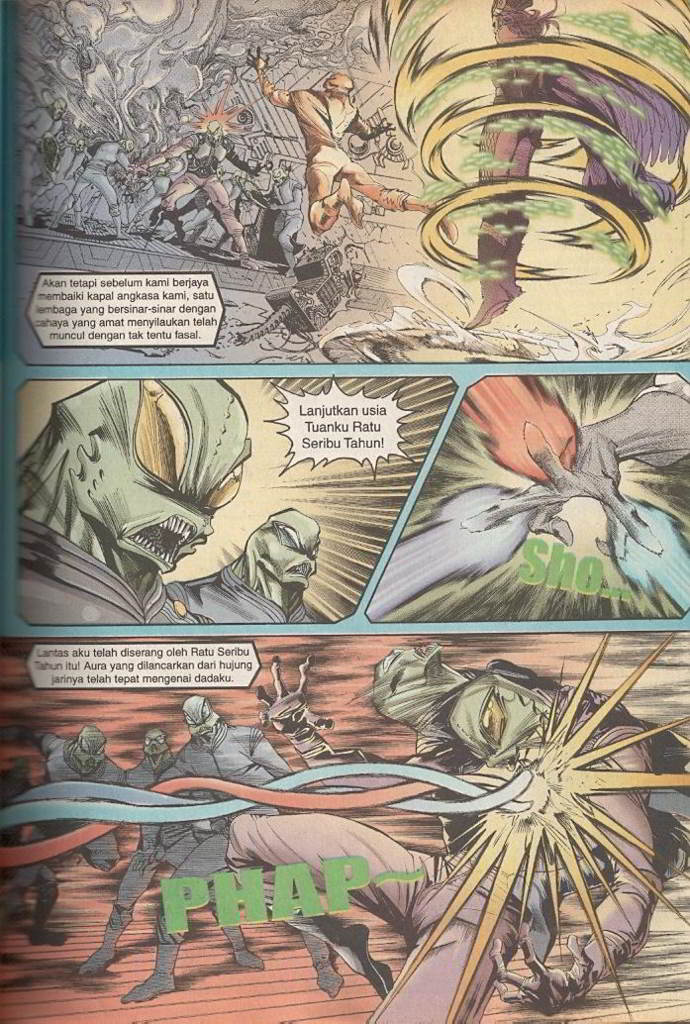 Akan tetapi sebelum kami berjaya
membaiki kapal angkasa kami, satu
lembaga yang bersinar-sinar dengan
cahaya yang amat menyilaukan telah
muncul dengan tak tentu fasal.
Lanjutkan usia
Tuanku Ratu
Seribu Tahun!
Sho...
Lantas aku telah diserang oleh Ratu Seribu
Tahun itu! Aura yang dilancarkan dari hujung
jarinya telah tepat mengenai dadaku.
PHAP~